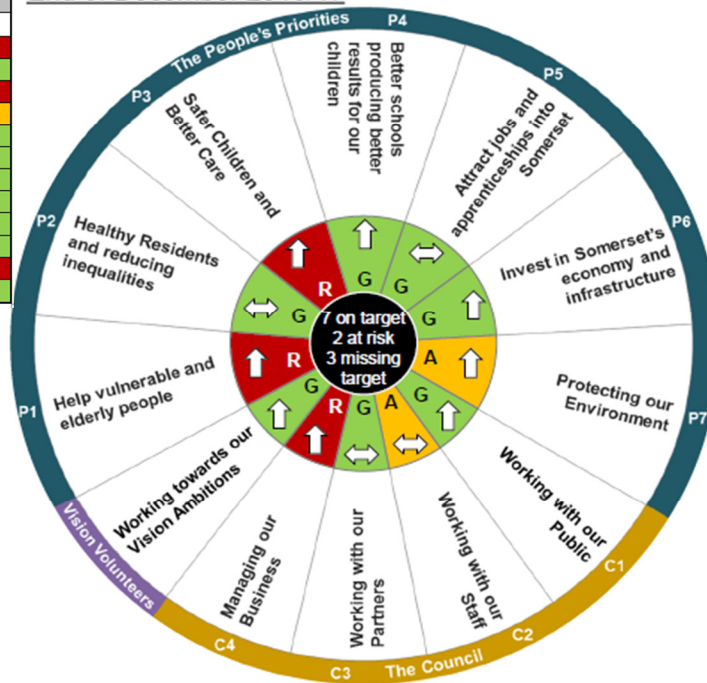 The People's Priorities
P4
Better schools
producing better
results for our
children
P5
Attract jobs and
apprenticeships into
Somerset
P6
Invest in Somerset's
economy and
infrastructure
P7
Protecting our
Environment
C1
Working with our
Public
C2
Working with our
Staff
The Council
C3
Working with our
Partners
C4
Managing our
Business
Vision Volunteers
Working towards our
Vision Ambitions
P1
Help vulnerable and
elderly people
P2
Healthy Residents
and reducing
inequalities
P3
Safer Children and
Better Care
G
G
G
A
G
A
G
R
G
R
G
R
7 on target
2 at risk
3 missing
target